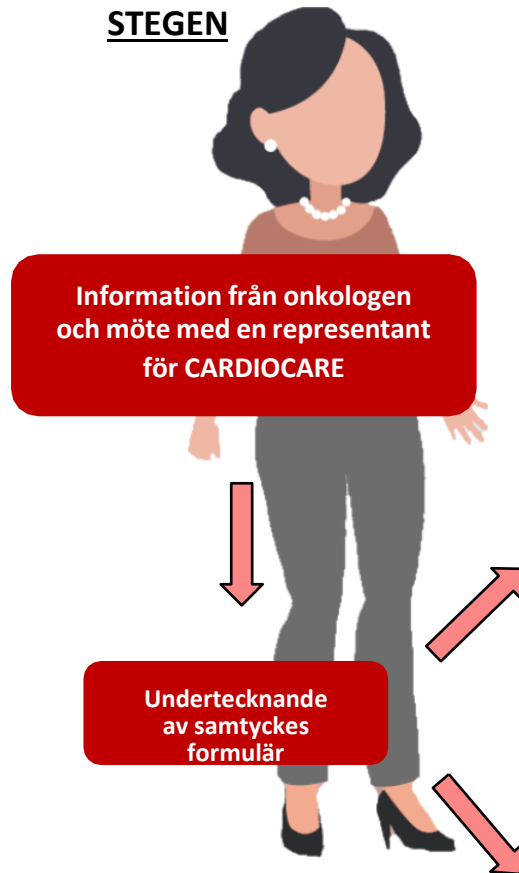 STEGEN
Information från onkologen
och möte med en representant
för CARDIOCARE
Undertecknande
av samtyckes
formulär